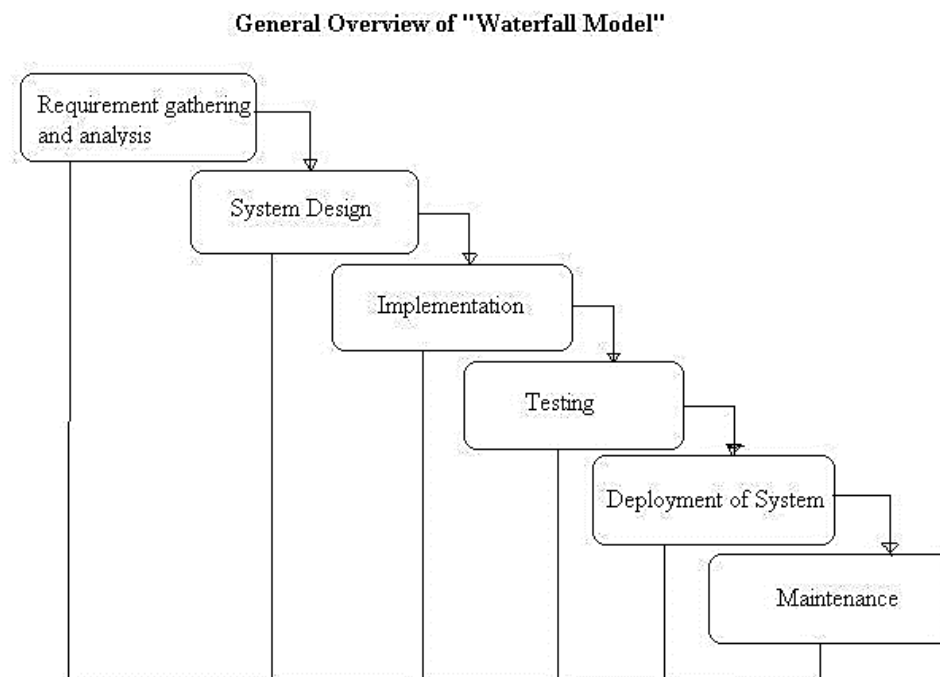 General Overview of "Waterfall Model"
Requirement gathering
and analysis
System Design
Implementation
Testing
Deployment of System
Maintenance